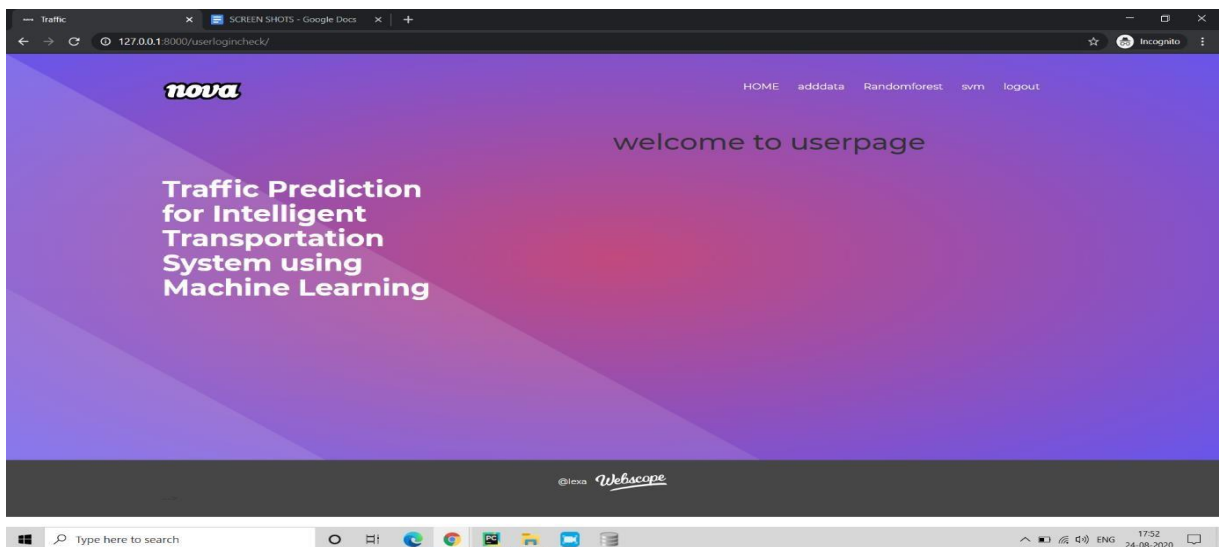 Traffic
SCREEN SHOTS - Google Docs
127.0.0.1:8000/userlogincheck/
Incognito
nova
HOME adddata Randomforest svm logout
welcome to userpage
Traffic Prediction
for Intelligent
Transportation
System using
Machine Learning
@lexa Webscope
Type here to search
PC
ENG
17:52
24-08-2020